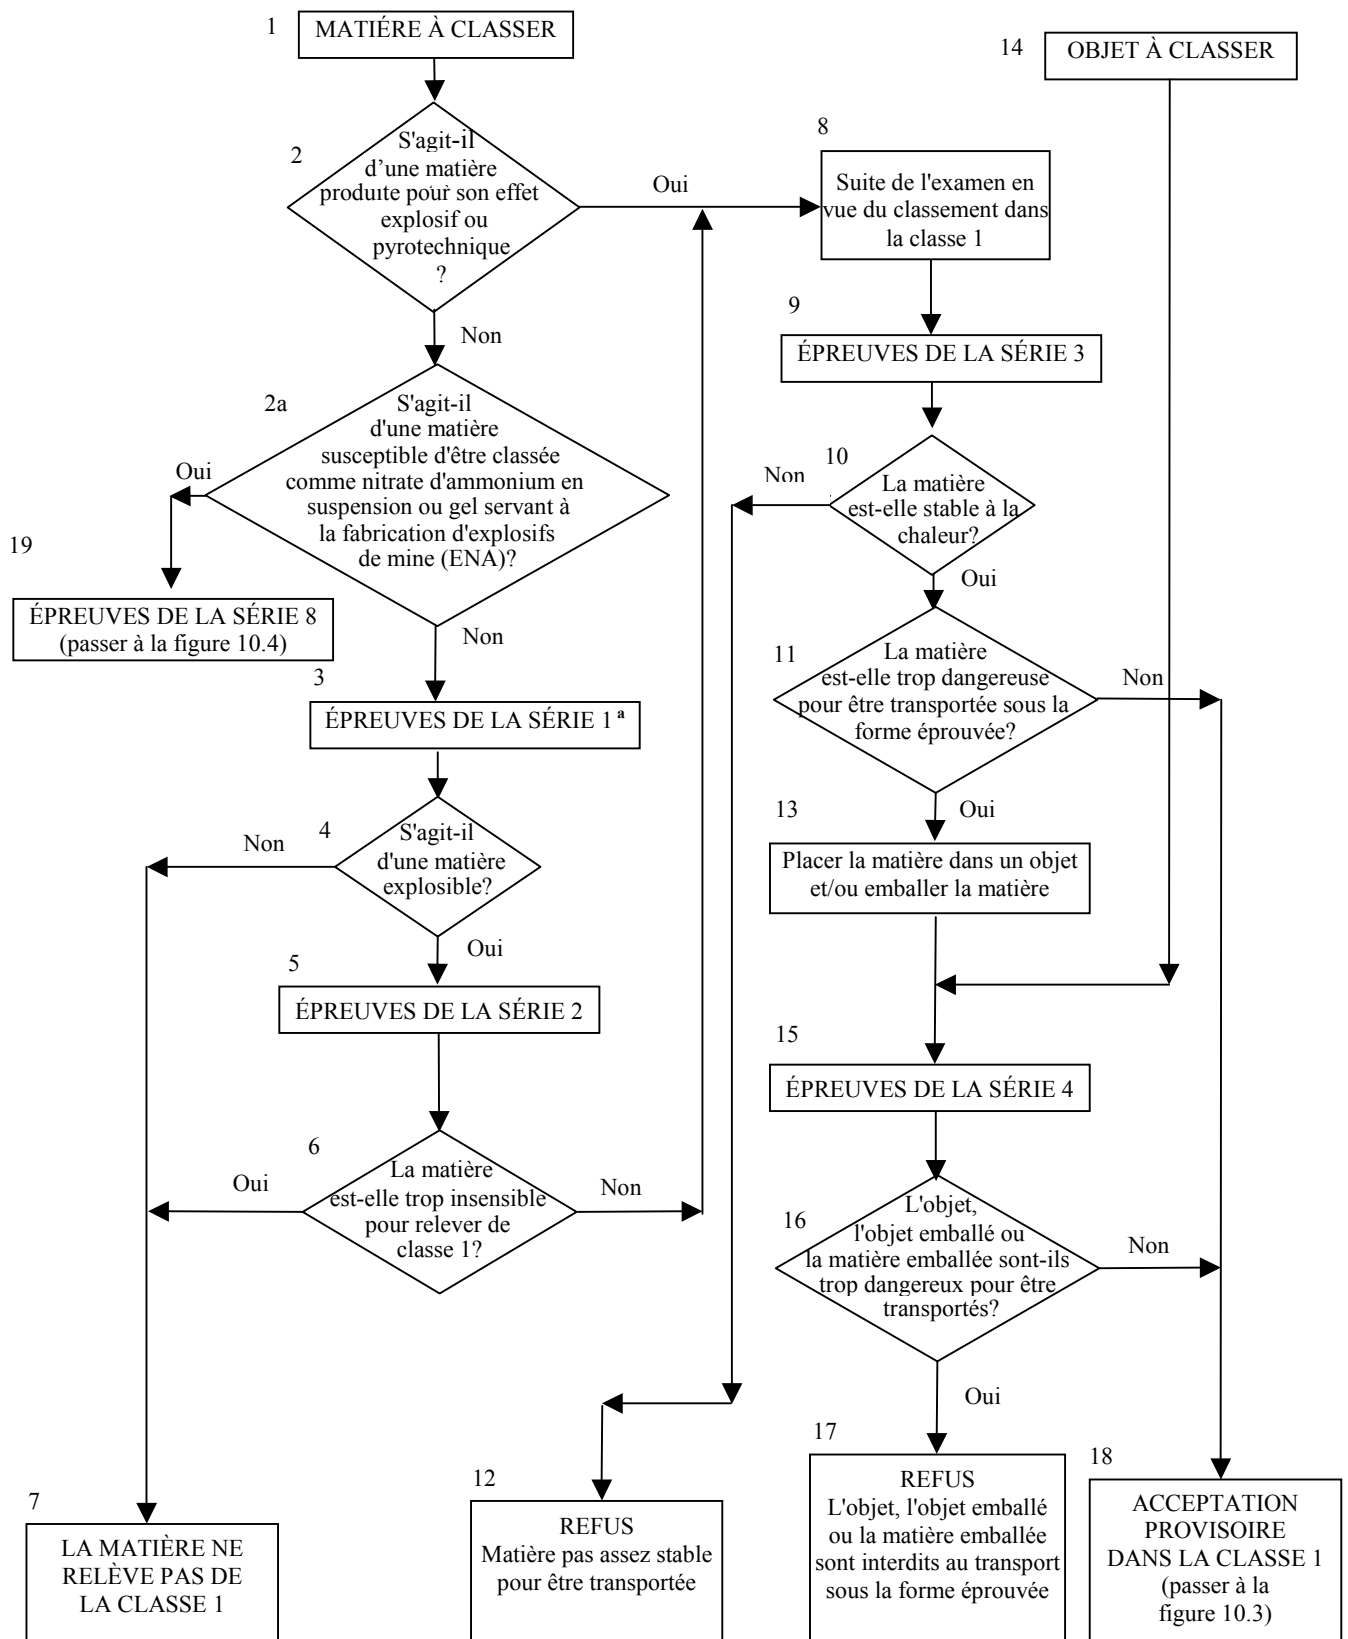 1
MATIÉRE À CLASSER
2
S'agit-il
d'une matière
produite pour son effet
explosif ou
pyrotechnique
?
Oui
Non
2a
S'agit-il
d'une matière
susceptible d'être classée
comme nitrate d'ammonium en
suspension ou gel servant à
la fabrication d'explosifs
de mine (ENA)?
Oui
19
ÉPREUVES DE LA SÉRIE 8
(passer à la figure 10.4)
Non
3
ÉPREUVES DE LA SÉRIE 1 a
4
S'agit-il
d'une matière
explosible?
Non
Oui
5
ÉPREUVES DE LA SÉRIE 2
6
La matière
est-elle trop insensible
pour relever de
classe 1?
Oui
Non
7
LA MATIÈRE NE
RELÈVE PAS DE
LA CLASSE 1
8
Suite de l'examen en
vue du classement dans
la classe 1
9
ÉPREUVES DE LA SÉRIE 3
10
La matière
est-elle stable à la
chaleur?
Non
Oui
11
La matière
est-elle trop dangereuse
pour être transportée sous la
forme éprouvée?
Non
Oui
12
REFUS
Matière pas assez stable
pour être transportée
13
Placer la matière dans un objet
et/ou emballer la matière
14
OBJET À CLASSER
15
ÉPREUVES DE LA SÉRIE 4
16
L'objet,
l'objet emballé ou
la matière emballée sont-ils
trop dangereux pour être
transportés?
Non
Oui
17
REFUS
L'objet, l'objet emballé
ou la matière emballée
sont interdits au transport
sous la forme éprouvée
18
ACCEPTATION
PROVISOIRE
DANS LA CLASSE 1
(passer à la
figure 10.3)